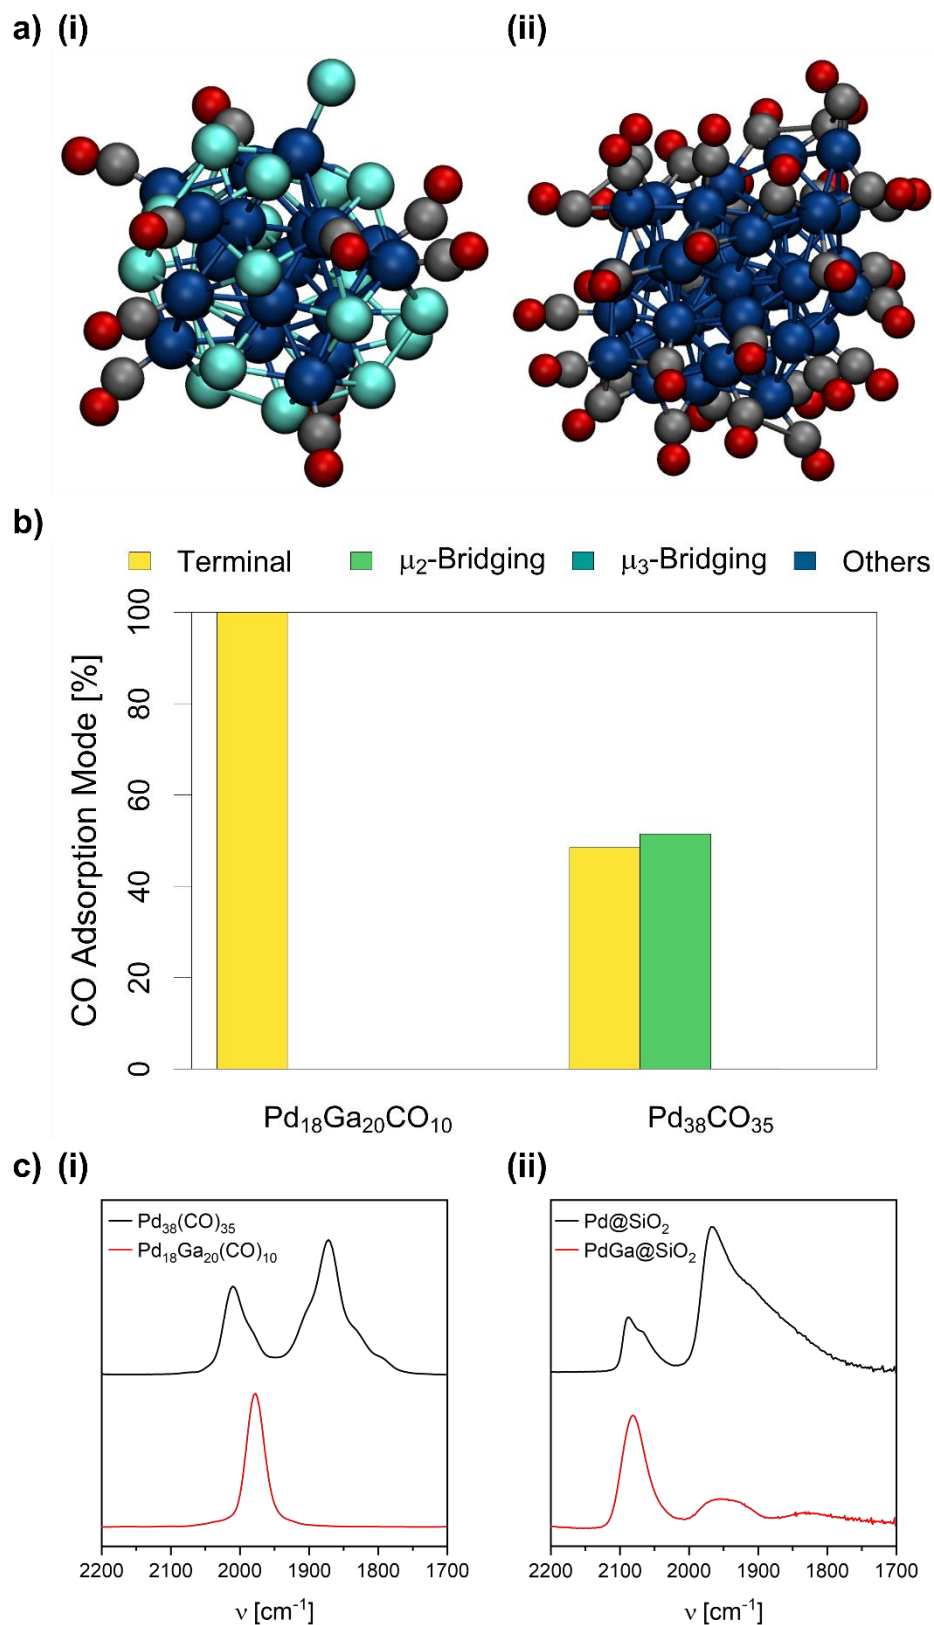 a) (i) (ii)
b)
Terminal μ₂-Bridging μ₃-Bridging Others
CO Adsorption Mode [%]
100
80
60
40
20
0
Pd₁₈Ga₂₀CO₁₀ Pd₃₈CO₃₅
c) (i) (ii)
Pd₃₈(CO)₃₅
Pd₁₈Ga₂₀(CO)₁₀
2200 2100 2000 1900 1800 1700
ν [cm⁻¹]
Pd@SiO₂
PdGa@SiO₂
2200 2100 2000 1900 1800 1700
ν [cm⁻¹]